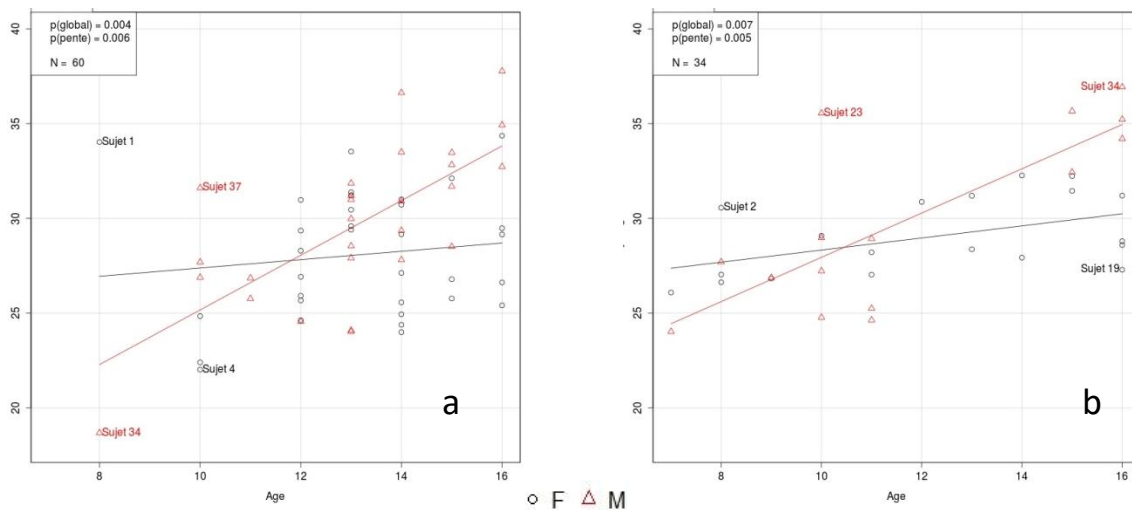 p(global) = 0.004
p(pente) = 0.006
N = 60
40
35
30
25
20
Sujet 1
Sujet 37
Sujet 4
Sujet 34
a
8
10
12
14
16
Age
p(global) = 0.007
p(pente) = 0.005
N = 34
40
35
30
25
20
Sujet 34
Sujet 23
Sujet 2
Sujet 19
b
8
10
12
14
16
Age
F M